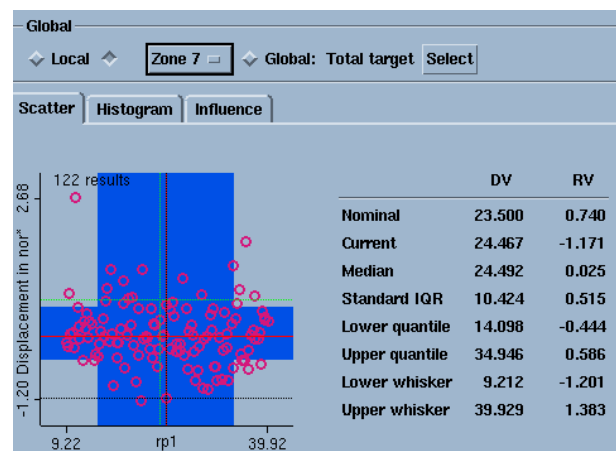 Global
Local Zone 7 Global: Total target Select
Scatter Histogram Influence
122 results
2.68
Displacement in nor*
-1.20
9.22 rp1 39.92
DV RV
Nominal 23.500 0.740
Current 24.467 -1.171
Median 24.492 0.025
Standard IQR 10.424 0.515
Lower quantile 14.098 -0.444
Upper quantile 34.946 0.586
Lower whisker 9.212 -1.201
Upper whisker 39.929 1.383